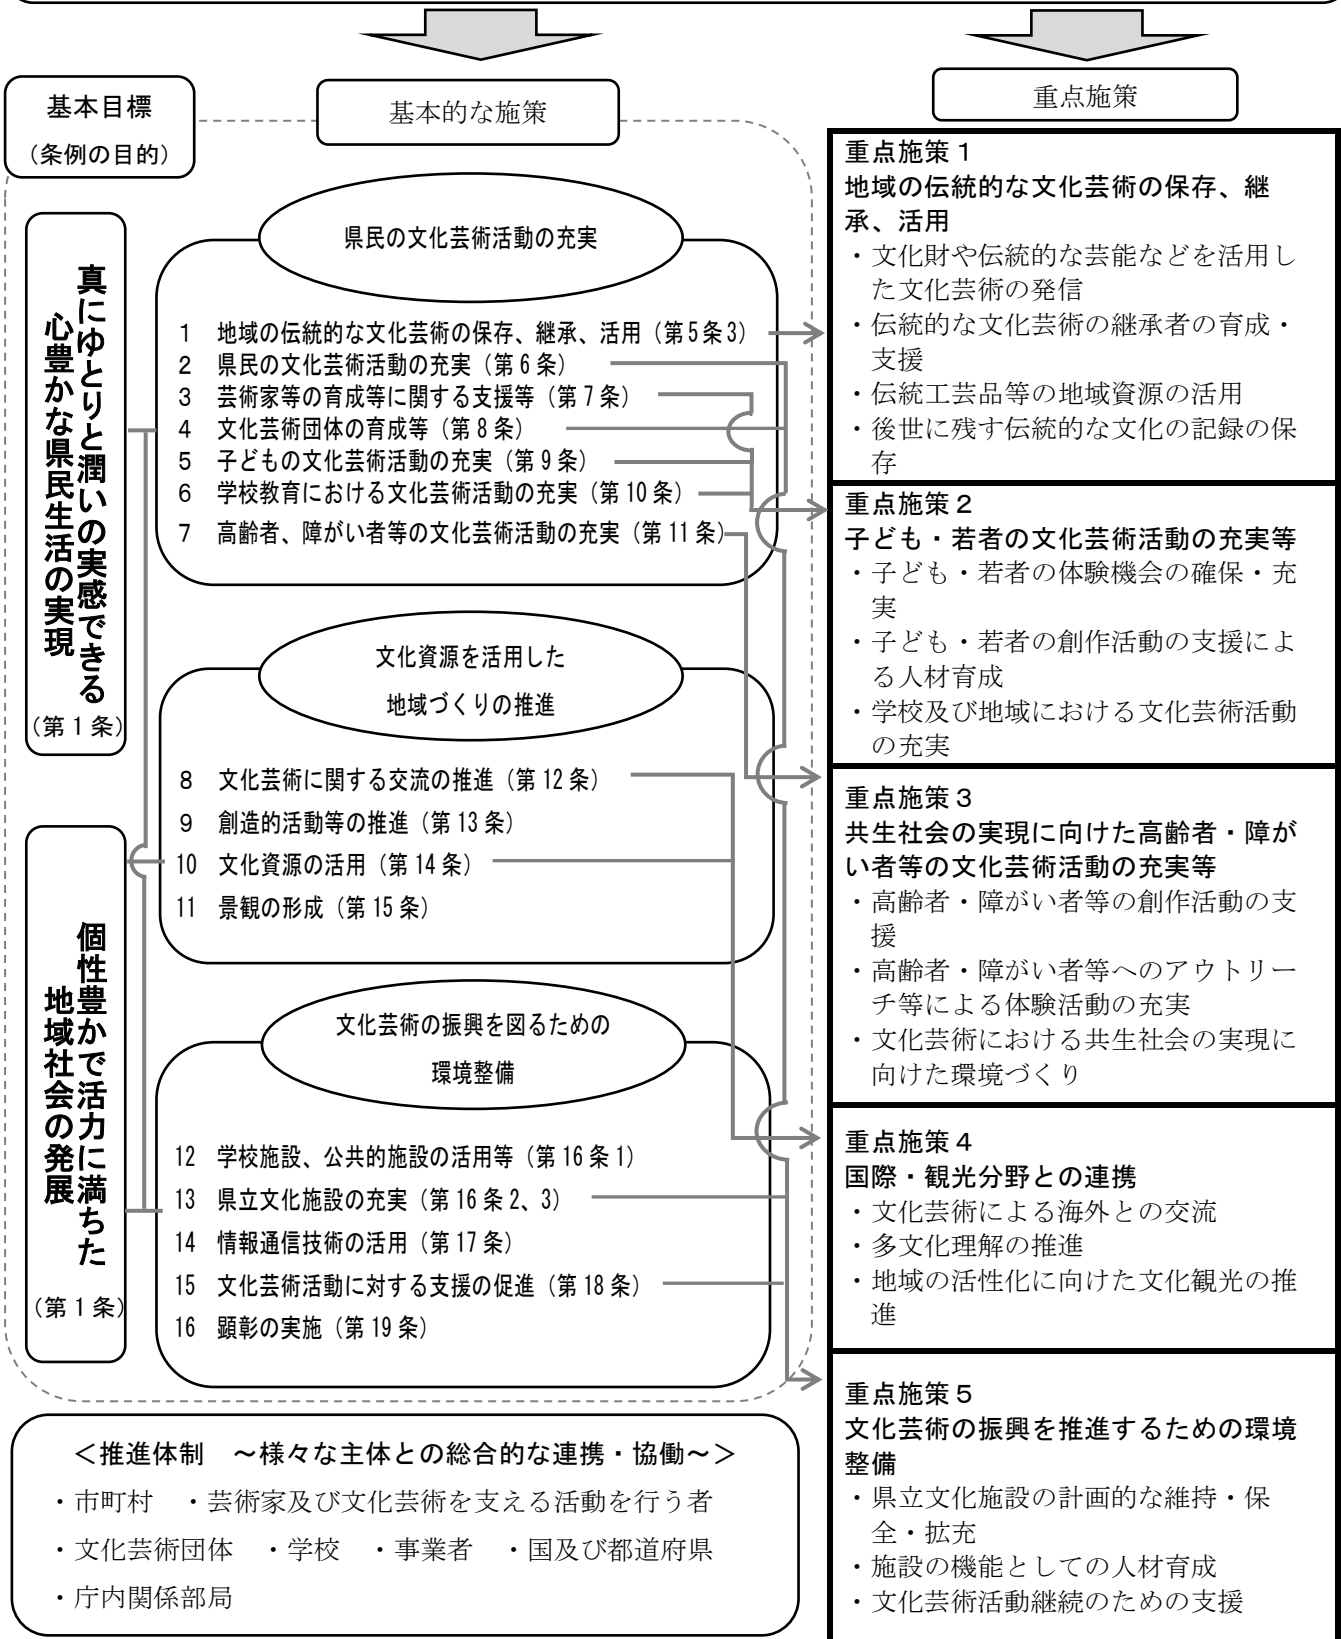 基本目標
（条例の目的）
基本的な施策
重点施策
真にゆとりと潤いの実感できる
心豊かな県民生活の実現
（第１条）
個性豊かで活力に満ちた
地域社会の発展
（第１条）
県民の文化芸術活動の充実
1 地域の伝統的な文化芸術の保存、継承、活用（第5条3）
2 県民の文化芸術活動の充実（第6条）
3 芸術家等の育成等に関する支援等（第7条）
4 文化芸術団体の育成等（第8条）
5 子どもの文化芸術活動の充実（第9条）
6 学校教育における文化芸術活動の充実（第10条）
7 高齢者、障がい者等の文化芸術活動の充実（第11条）
文化資源を活用した
地域づくりの推進
8 文化芸術に関する交流の推進（第12条）
9 創造的活動等の推進（第13条）
10 文化資源の活用（第14条）
11 景観の形成（第15条）
文化芸術の振興を図るための
環境整備
12 学校施設、公共的施設の活用等（第16条1）
13 県立文化施設の充実（第16条2、3）
14 情報通信技術の活用（第17条）
15 文化芸術活動に対する支援の促進（第18条）
16 顕彰の実施（第19条）
＜推進体制　～様々な主体との総合的な連携・協働～＞
・市町村　・芸術家及び文化芸術を支える活動を行う者
・文化芸術団体　・学校　・事業者　・国及び都道府県
・庁内関係部局
重点施策１
地域の伝統的な文化芸術の保存、継
承、活用
・文化財や伝統的な芸能などを活用し
た文化芸術の発信
・伝統的な文化芸術の継承者の育成・
支援
・伝統工芸品等の地域資源の活用
・後世に残す伝統的な文化の記録の保
存
重点施策２
子ども・若者の文化芸術活動の充実等
・子ども・若者の体験機会の確保・充
実
・子ども・若者の創作活動の支援によ
る人材育成
・学校及び地域における文化芸術活動
の充実
重点施策３
共生社会の実現に向けた高齢者・障が
い者等の文化芸術活動の充実等
・高齢者・障がい者等の創作活動の支
援
・高齢者・障がい者等へのアウトリー
チ等による体験活動の充実
・文化芸術における共生社会の実現に
向けた環境づくり
重点施策４
国際・観光分野との連携
・文化芸術による海外との交流
・多文化理解の推進
・地域の活性化に向けた文化観光の推
進
重点施策５
文化芸術の振興を推進するための環境
整備
・県立文化施設の計画的な維持・保
全・拡充
・施設の機能としての人材育成
・文化芸術活動継続のための支援